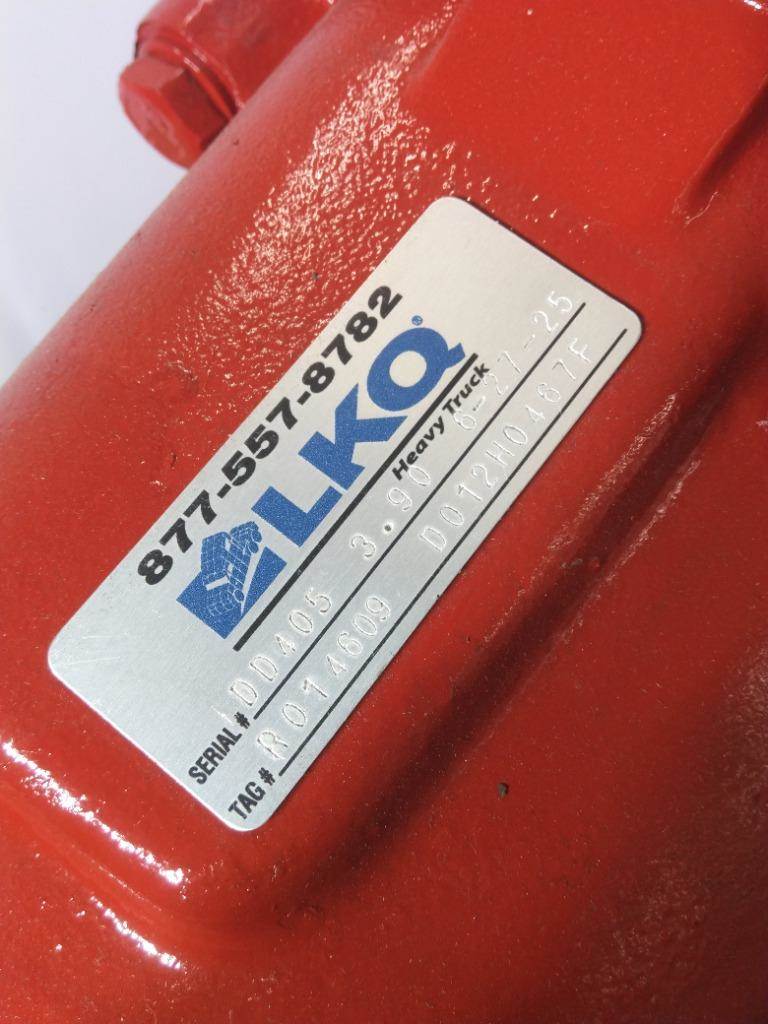 877-557-8782
LKQ®
Heavy Truck
SERIAL # DD405 3.90 6-27-25
TAG # R014609 D012H0467F